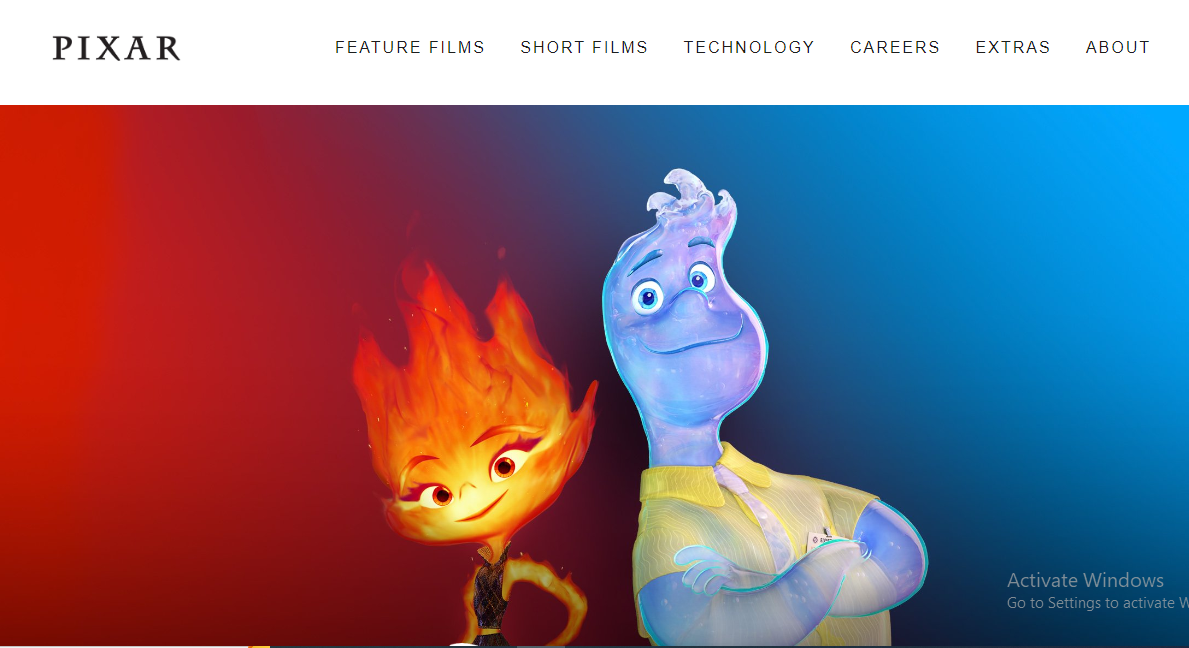 PIXAR
FEATURE FILMS SHORT FILMS TECHNOLOGY CAREERS EXTRAS ABOUT
Activate Windows
Go to Settings to activate